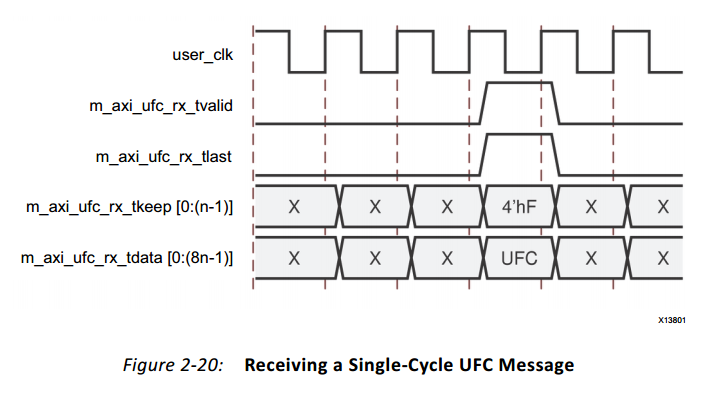 user_clk
m_axi_ufc_rx_tvalid
m_axi_ufc_rx_tlast
m_axi_ufc_rx_tkeep [0:(n-1)] X X X 4'hF X X
m_axi_ufc_rx_tdata [0:(8n-1)] X X X UFC X X
X13801
Figure 2-20: Receiving a Single-Cycle UFC Message